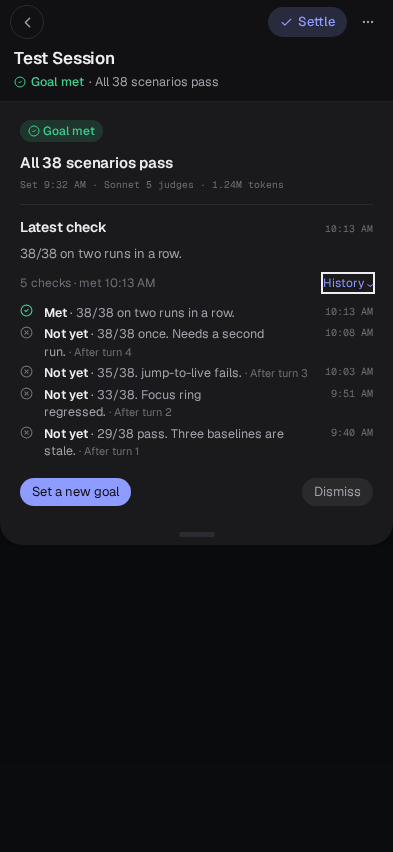 Settle
Test Session
Goal met · All 38 scenarios pass
Goal met
All 38 scenarios pass
Set 9:32 AM · Sonnet 5 judges · 1.24M tokens
Latest check 10:13 AM
38/38 on two runs in a row.
5 checks · met 10:13 AM History
Met · 38/38 on two runs in a row. 10:13 AM
Not yet · 38/38 once. Needs a second 10:08 AM
run. · After turn 4
Not yet · 35/38. jump-to-live fails. · After turn 3 10:03 AM
Not yet · 33/38. Focus ring 9:51 AM
regressed. · After turn 2
Not yet · 29/38 pass. Three baselines are 9:40 AM
stale. · After turn 1
Set a new goal Dismiss